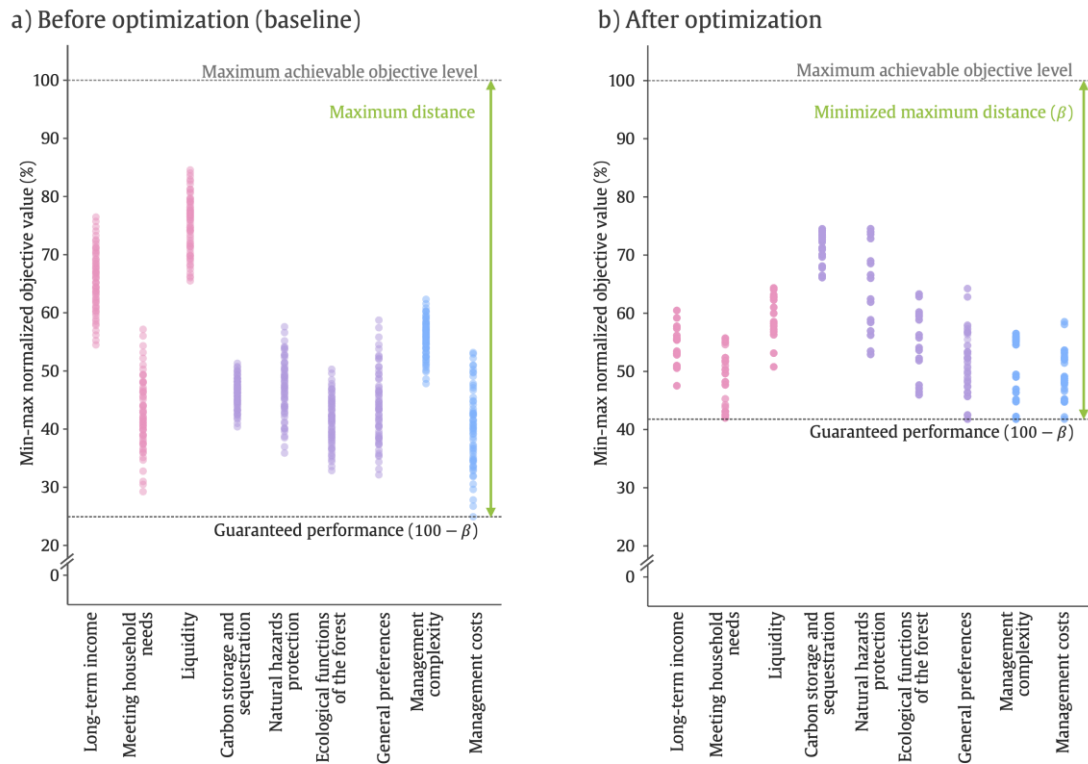 a) Before optimization (baseline)
Min-max normalized objective value (%)
100
90
80
70
60
50
40
30
20
0
Maximum achievable objective level
Maximum distance
Guaranteed performance (100 − β)
Long-term income
Meeting household
needs
Liquidity
Carbon storage and
sequestration
Natural hazards
protection
Ecological functions
of the forest
General preferences
Management
complexity
Management costs
b) After optimization
Min-max normalized objective value (%)
100
90
80
70
60
50
40
30
20
0
Maximum achievable objective level
Minimized maximum distance (β)
Guaranteed performance (100 − β)
Long-term income
Meeting household
needs
Liquidity
Carbon storage and
sequestration
Natural hazards
protection
Ecological functions
of the forest
General preferences
Management
complexity
Management costs